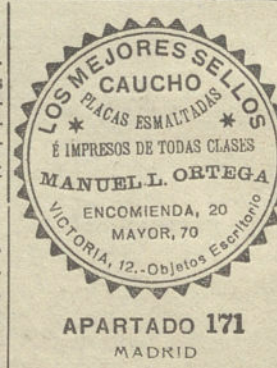 LOS MEJORES SELLOS
CAUCHO
PLACAS ESMALTADAS
É IMPRESOS DE TODAS CLASES
MANUEL L. ORTEGA
ENCOMIENDA, 20
MAYOR, 70
VICTORIA, 12.-Objetos Escritorio
APARTADO 171
MADRID